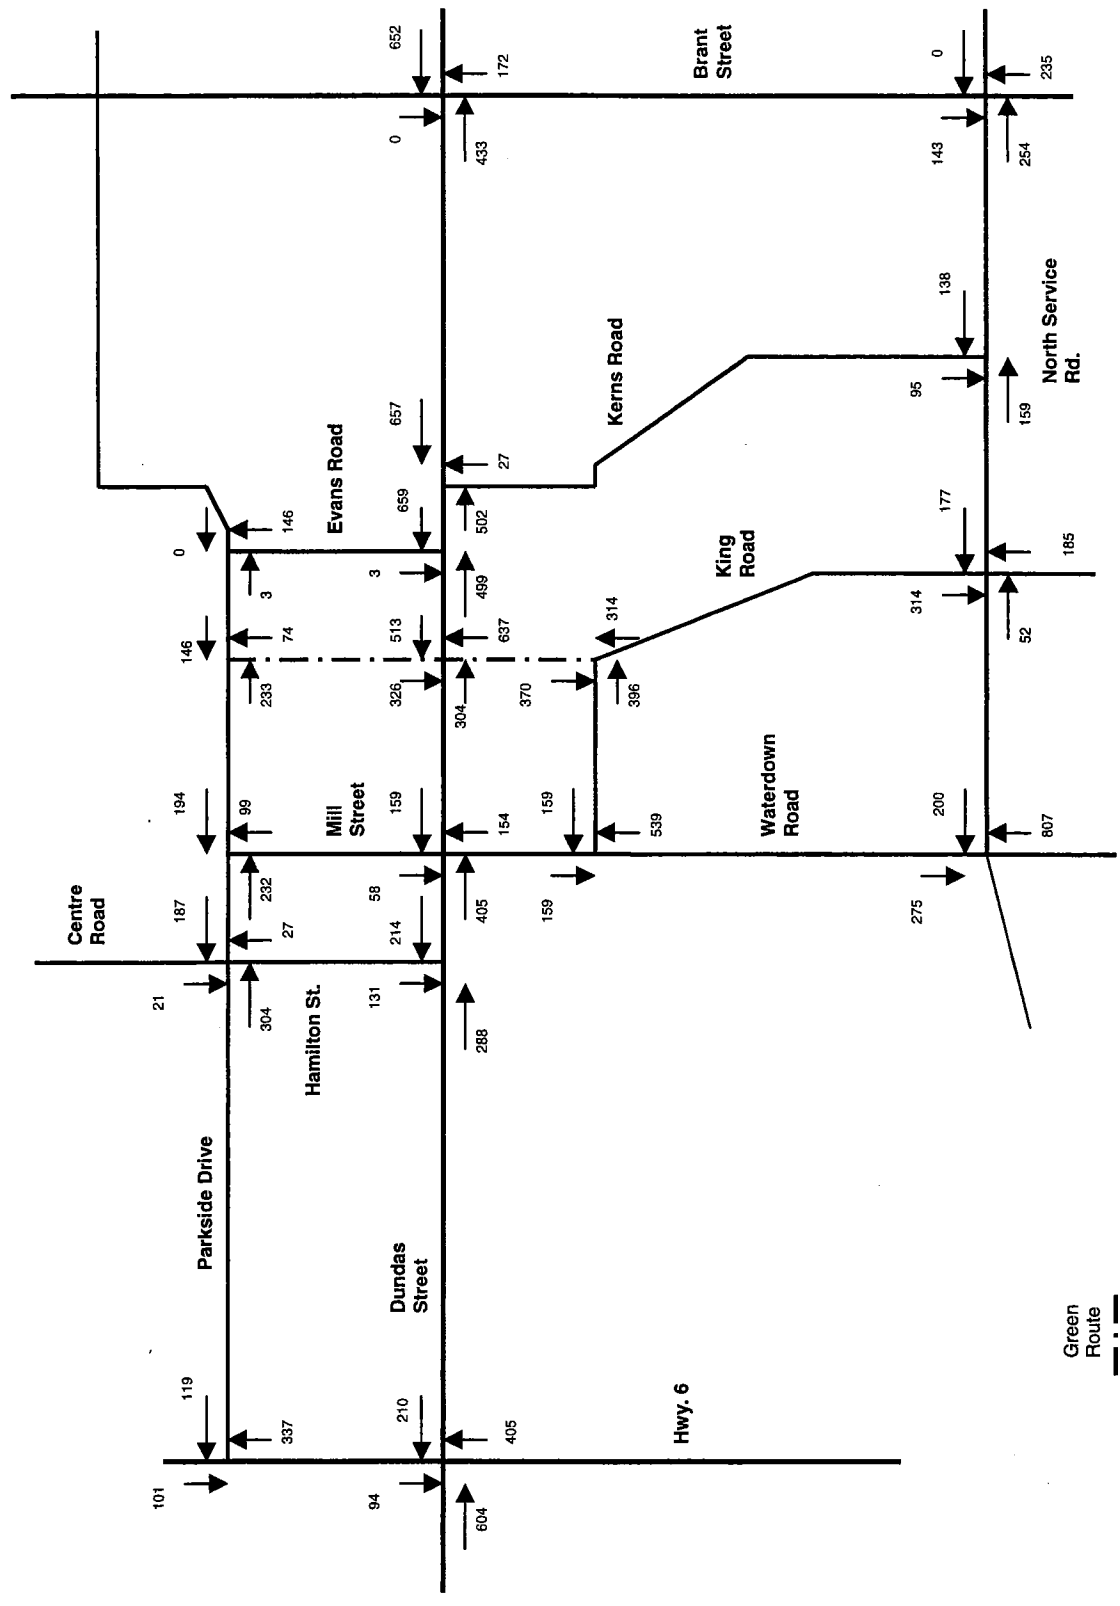 Centre
Road
101
21
119
187
194
146
0
Parkside Drive
99
304
232
233
3
337
27
74
146
Hamilton St.
Mill
Street
Evans Road
94
131
58
3
Dundas
Street
210
214
159
326
513
659
657
0
652
304
604
288
405
499
502
433
405
154
637
27
172
370
159
159
314
Kerns Road
396
539
Hwy. 6
Brant
Street
King
Road
Waterdown
Road
275
314
95
200
177
138
143
0
52
159
254
807
185
235
North Service
Rd.
Green
Route